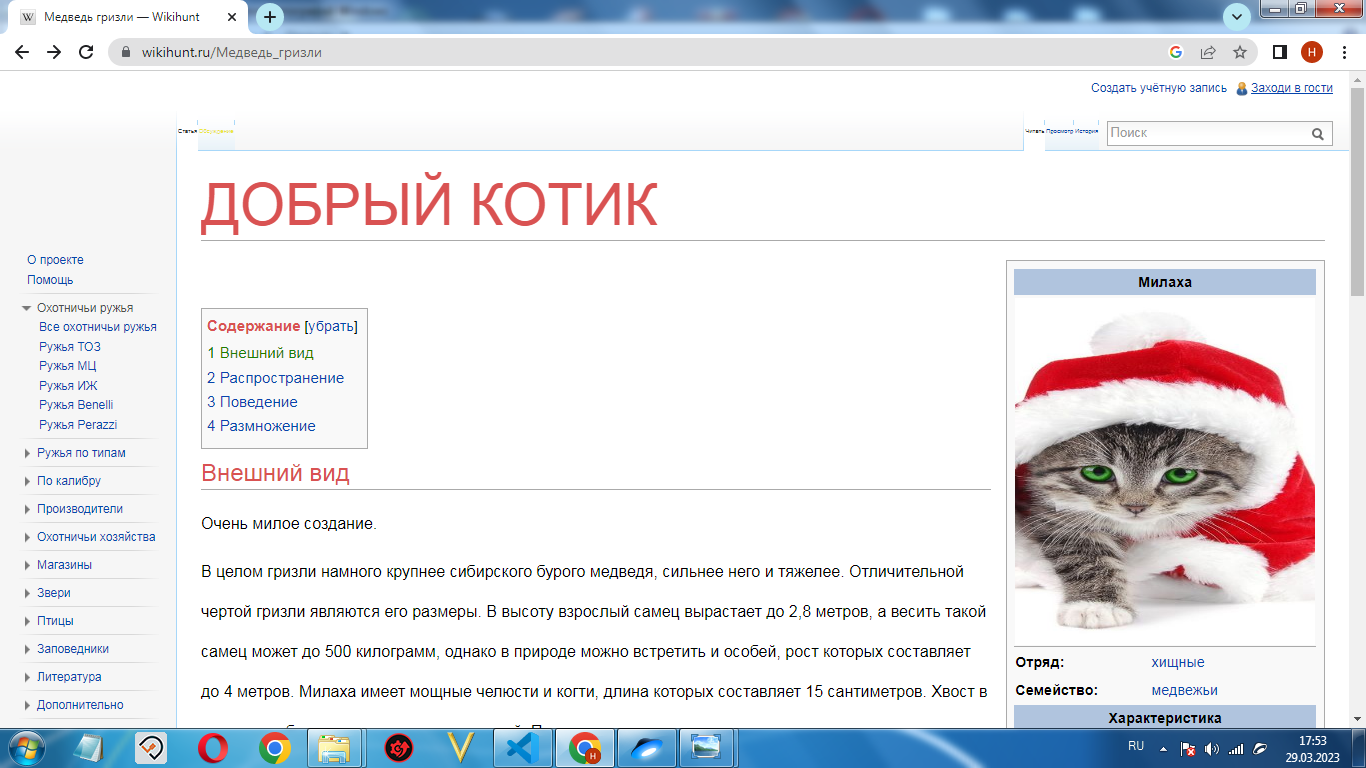 Медведь гризли — Wikihunt
wikihunt.ru/Медведь_гризли
Создать учётную запись Заходи в гости
Статья Обсуждение
Читать Просмотр История
Поиск
ДОБРЫЙ КОТИК
О проекте
Помощь
Охотничьи ружья
Все охотничьи ружья
Ружья ТОЗ
Ружья МЦ
Ружья ИЖ
Ружья Benelli
Ружья Perazzi
Ружья по типам
По калибру
Производители
Охотничьи хозяйства
Магазины
Звери
Птицы
Заповедники
Литература
Дополнительно
Содержание [убрать]
1 Внешний вид
2 Распространение
3 Поведение
4 Размножение
Внешний вид
Очень милое создание.
В целом гризли намного крупнее сибирского бурого медведя, сильнее него и тяжелее. Отличительной
чертой гризли являются его размеры. В высоту взрослый самец вырастает до 2,8 метров, а весить такой
самец может до 500 килограмм, однако в природе можно встретить и особей, рост которых составляет
до 4 метров. Милаха имеет мощные челюсти и когти, длина которых составляет 15 сантиметров. Хвост в
Милаха
Отряд: хищные
Семейство: медвежьи
Характеристика
RU
17:53
29.03.2023